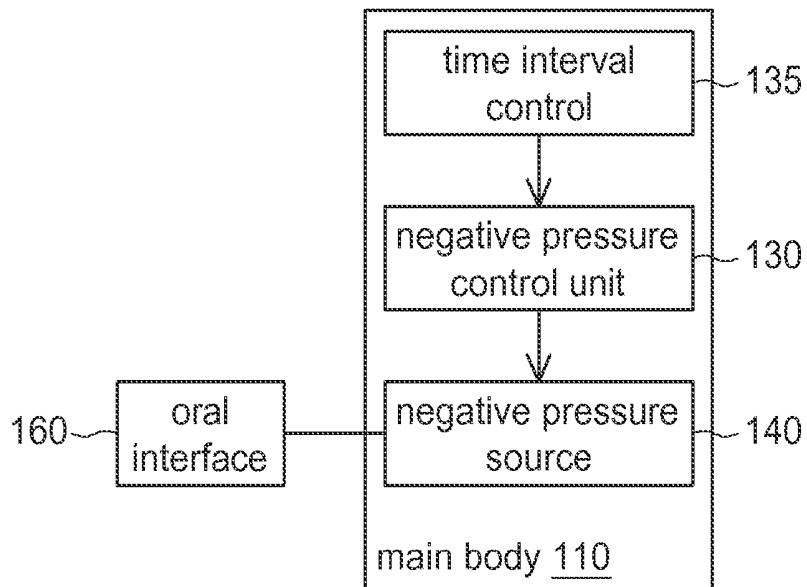 time interval
control
135
negative pressure
control unit
130
160
oral
interface
negative pressure
source
140
main body 110